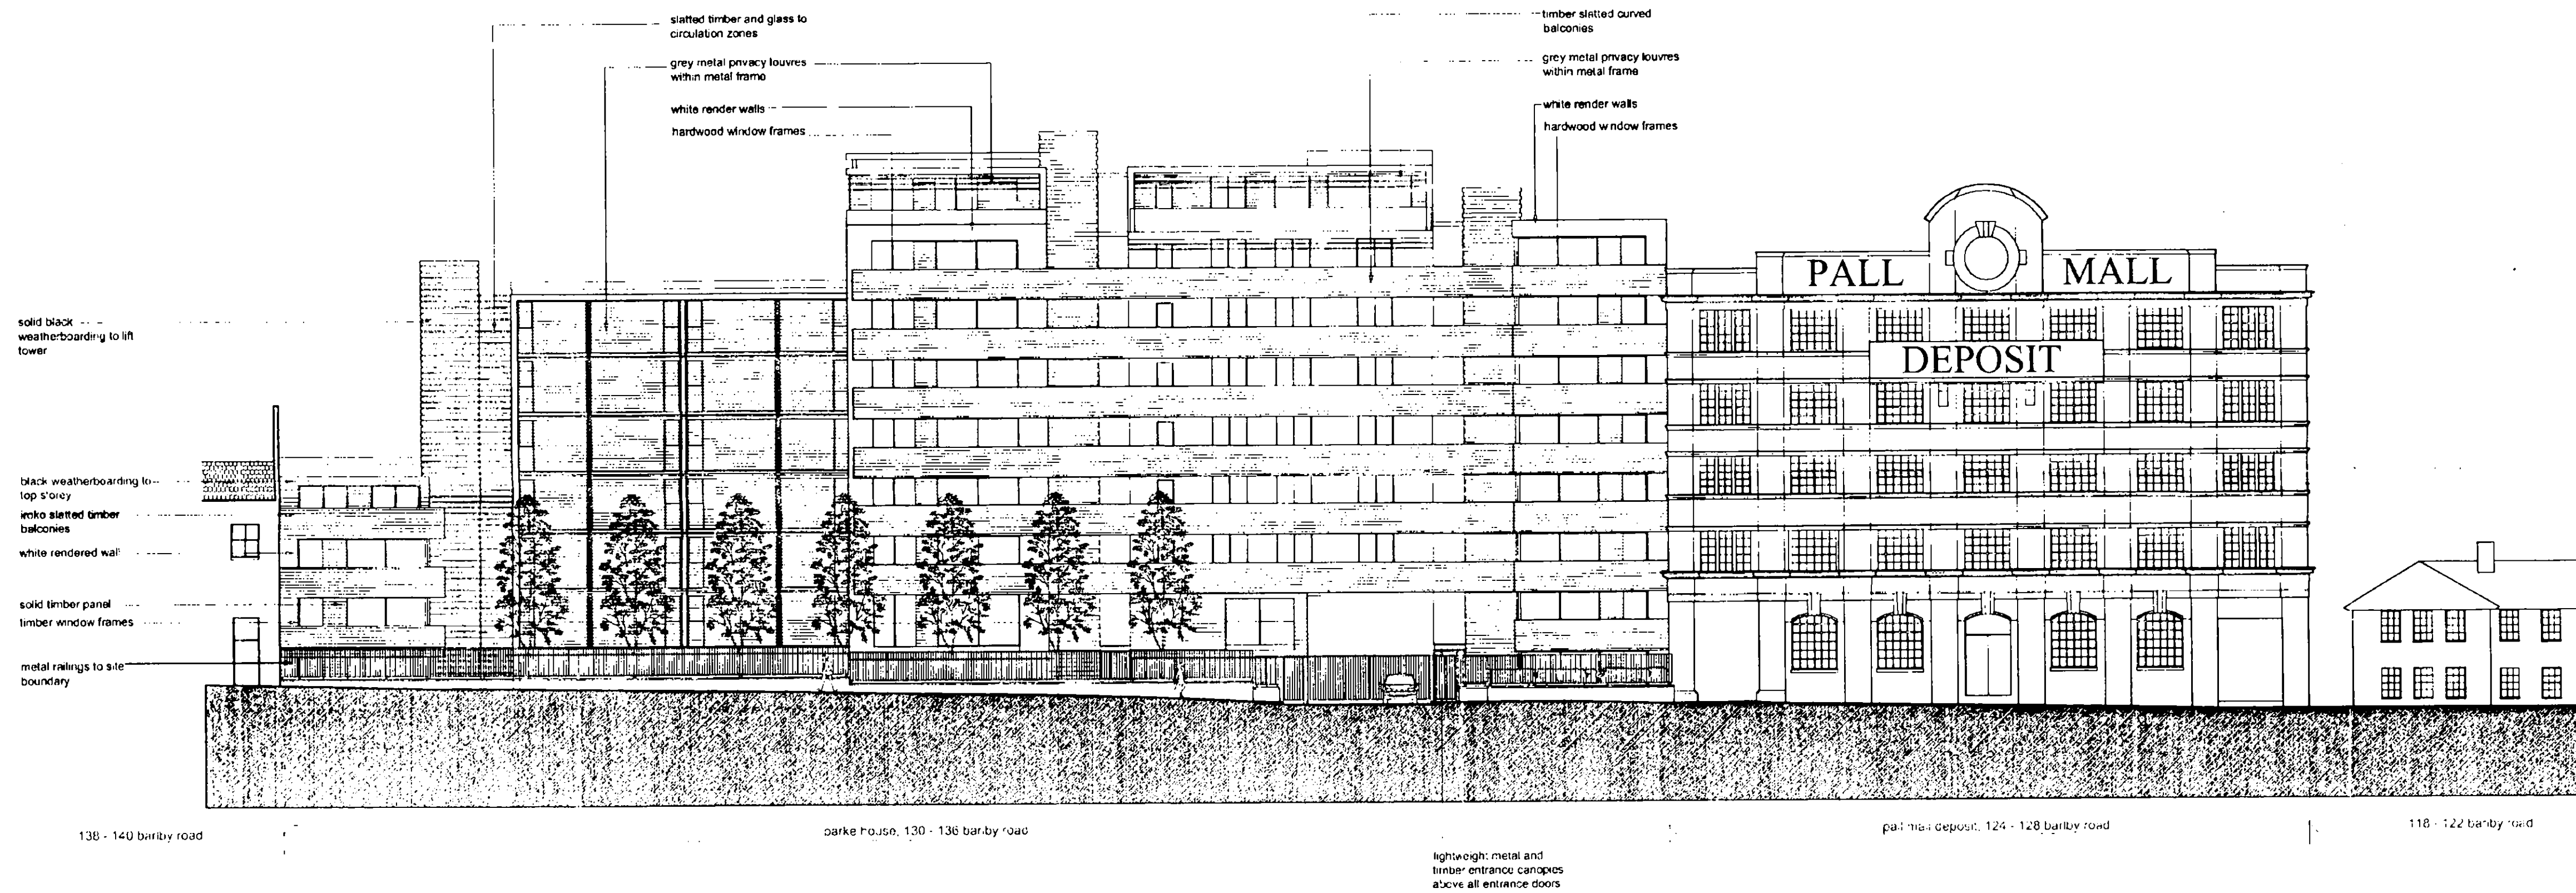 slatted timber and glass to
circulation zones
grey metal privacy louvres
within metal frame
white render walls
hardwood window frames
timber slatted curved
balconies
grey metal privacy louvres
within metal frame
white render walls
hardwood window frames
PALL MALL
DEPOSIT
solid black
weatherboarding to lift
tower
black weatherboarding to
top storey
iroko slatted timber
balconies
white rendered wall
solid timber panel
timber window frames
metal railings to site
boundary
138 - 140 barlby road
parke house, 130 - 136 barlby road
pall mall deposit, 124 - 128 barlby road
118 - 122 barlby road
lightweight metal and
timber entrance canopies
above all entrance doors